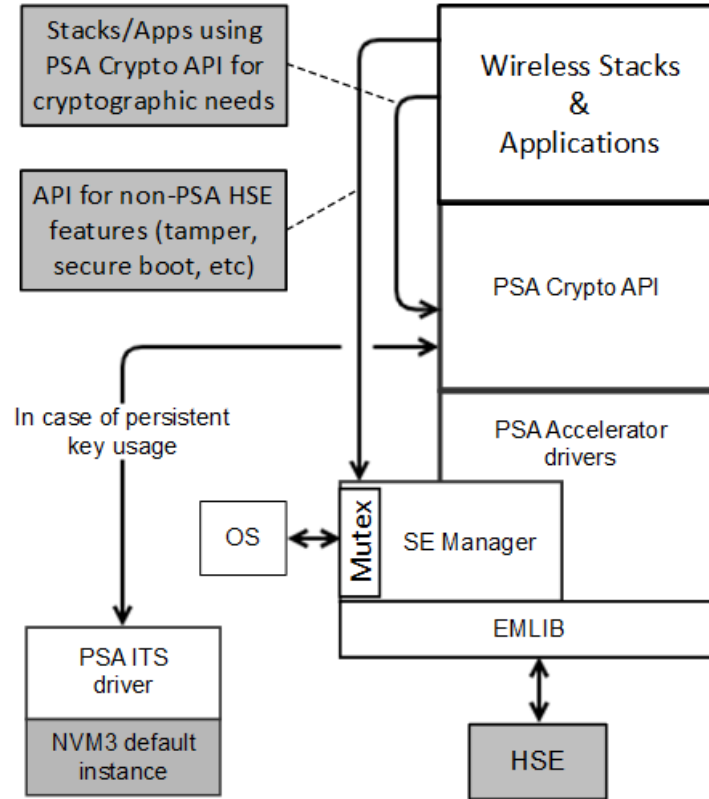 Stacks/Apps using
PSA Crypto API for
cryptographic needs
Wireless Stacks
&
Applications
API for non-PSA HSE
features (tamper,
secure boot, etc)
PSA Crypto API
In case of persistent
key usage
PSA Accelerator
drivers
OS
Mutex
SE Manager
EMLIB
PSA ITS
driver
NVM3 default
instance
HSE